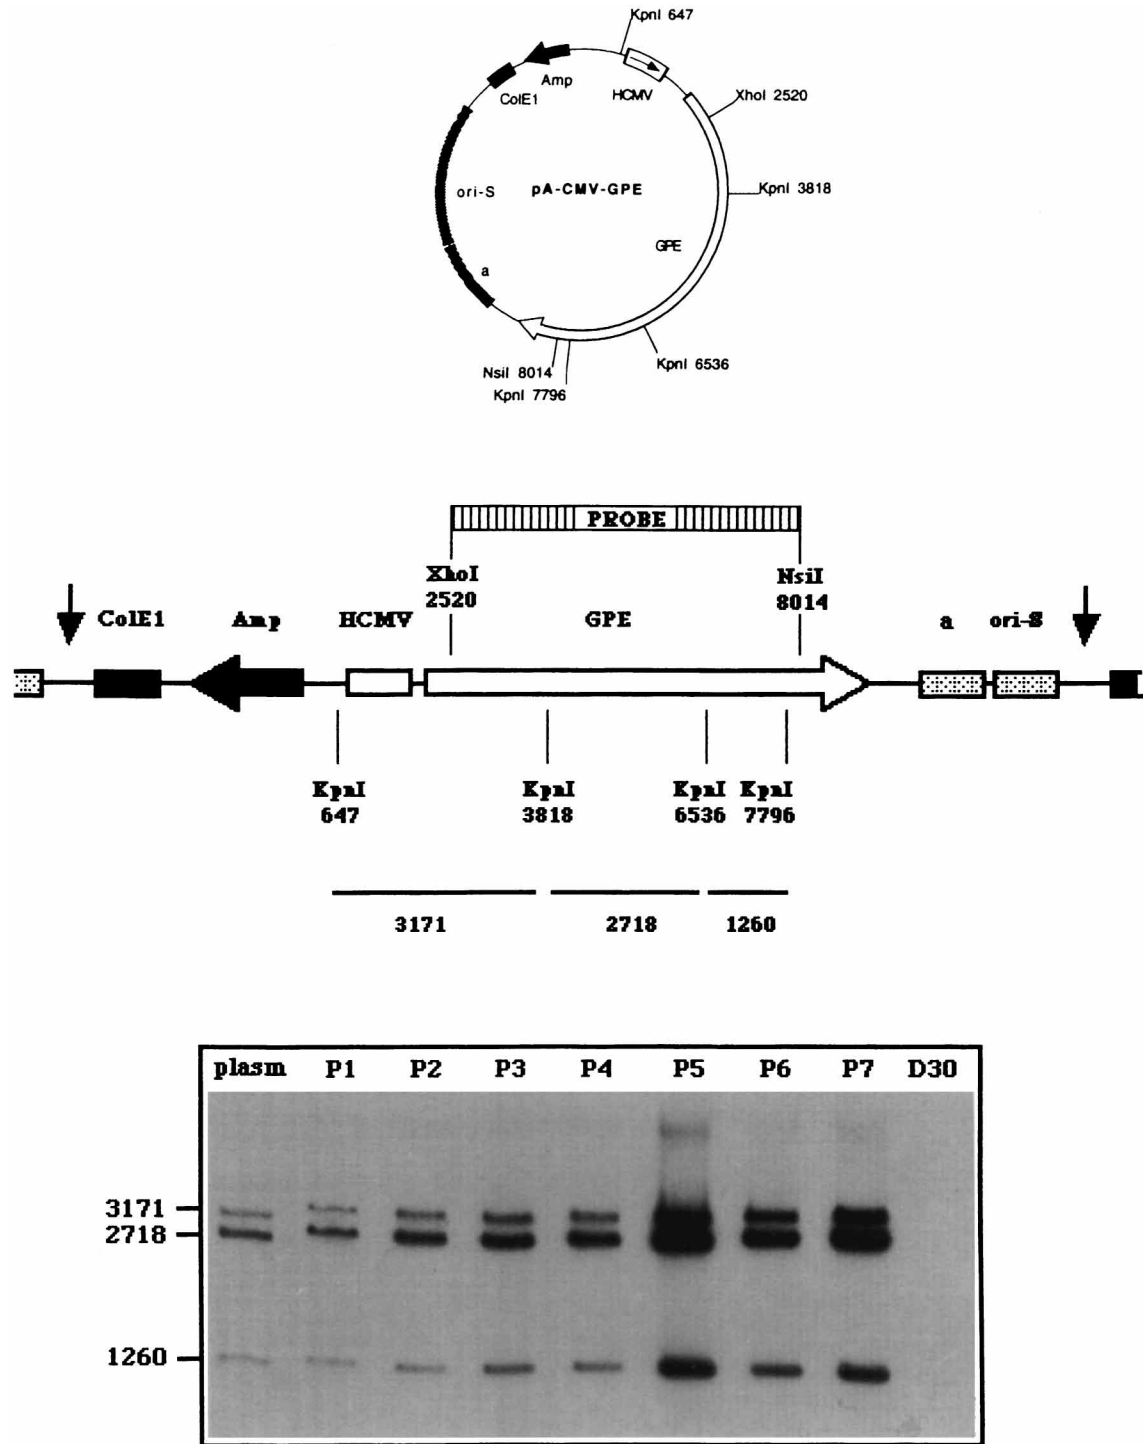 KpnI 647
Amp
HCMV
ColE1
XhoI 2520
ori-S
pA-CMV-GPE
KpnI 3818
GPE
a
NsiI 8014
KpnI 6536
KpnI 7796
PROBE
XhoI
2520
NsiI
8014
ColE1 Amp HCMV GPE a ori-S
KpnI KpnI KpnI KpnI
647 3818 6536 7796
3171 2718 1260
plasm P1 P2 P3 P4 P5 P6 P7 D30
3171
2718
1260